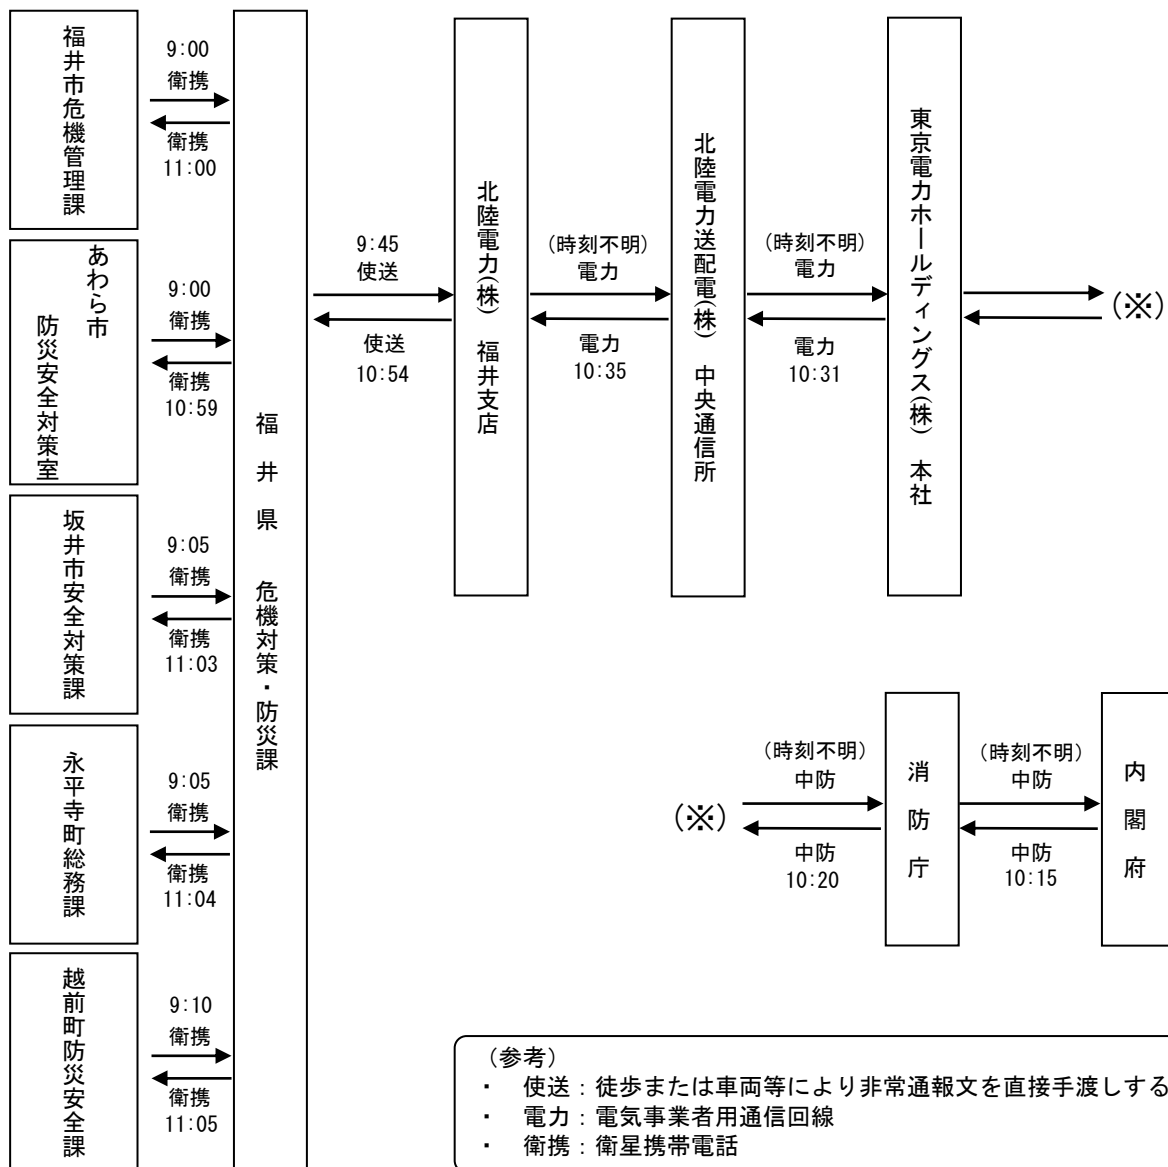 福井市危機管理課
9:00
衛携
衛携
11:00
あわら市
防災安全対策室
9:00
衛携
衛携
10:59
坂井市安全対策課
9:05
衛携
衛携
11:03
永平寺町総務課
9:05
衛携
衛携
11:04
越前町防災安全課
9:10
衛携
衛携
11:05
福井県 危機対策・防災課
9:45
使送
使送
10:54
北陸電力(株) 福井支店
(時刻不明)
電力
電力
10:35
北陸電力送配電(株) 中央通信所
(時刻不明)
電力
電力
10:31
東京電力ホールディングス(株) 本社
(※)
(※)
(時刻不明)
中防
中防
10:20
消防庁
(時刻不明)
中防
中防
10:15
内閣府
(参考)
・ 使送：徒歩または車両等により非常通報文を直接手渡しする
・ 電力：電気事業者用通信回線
・ 衛携：衛星携帯電話